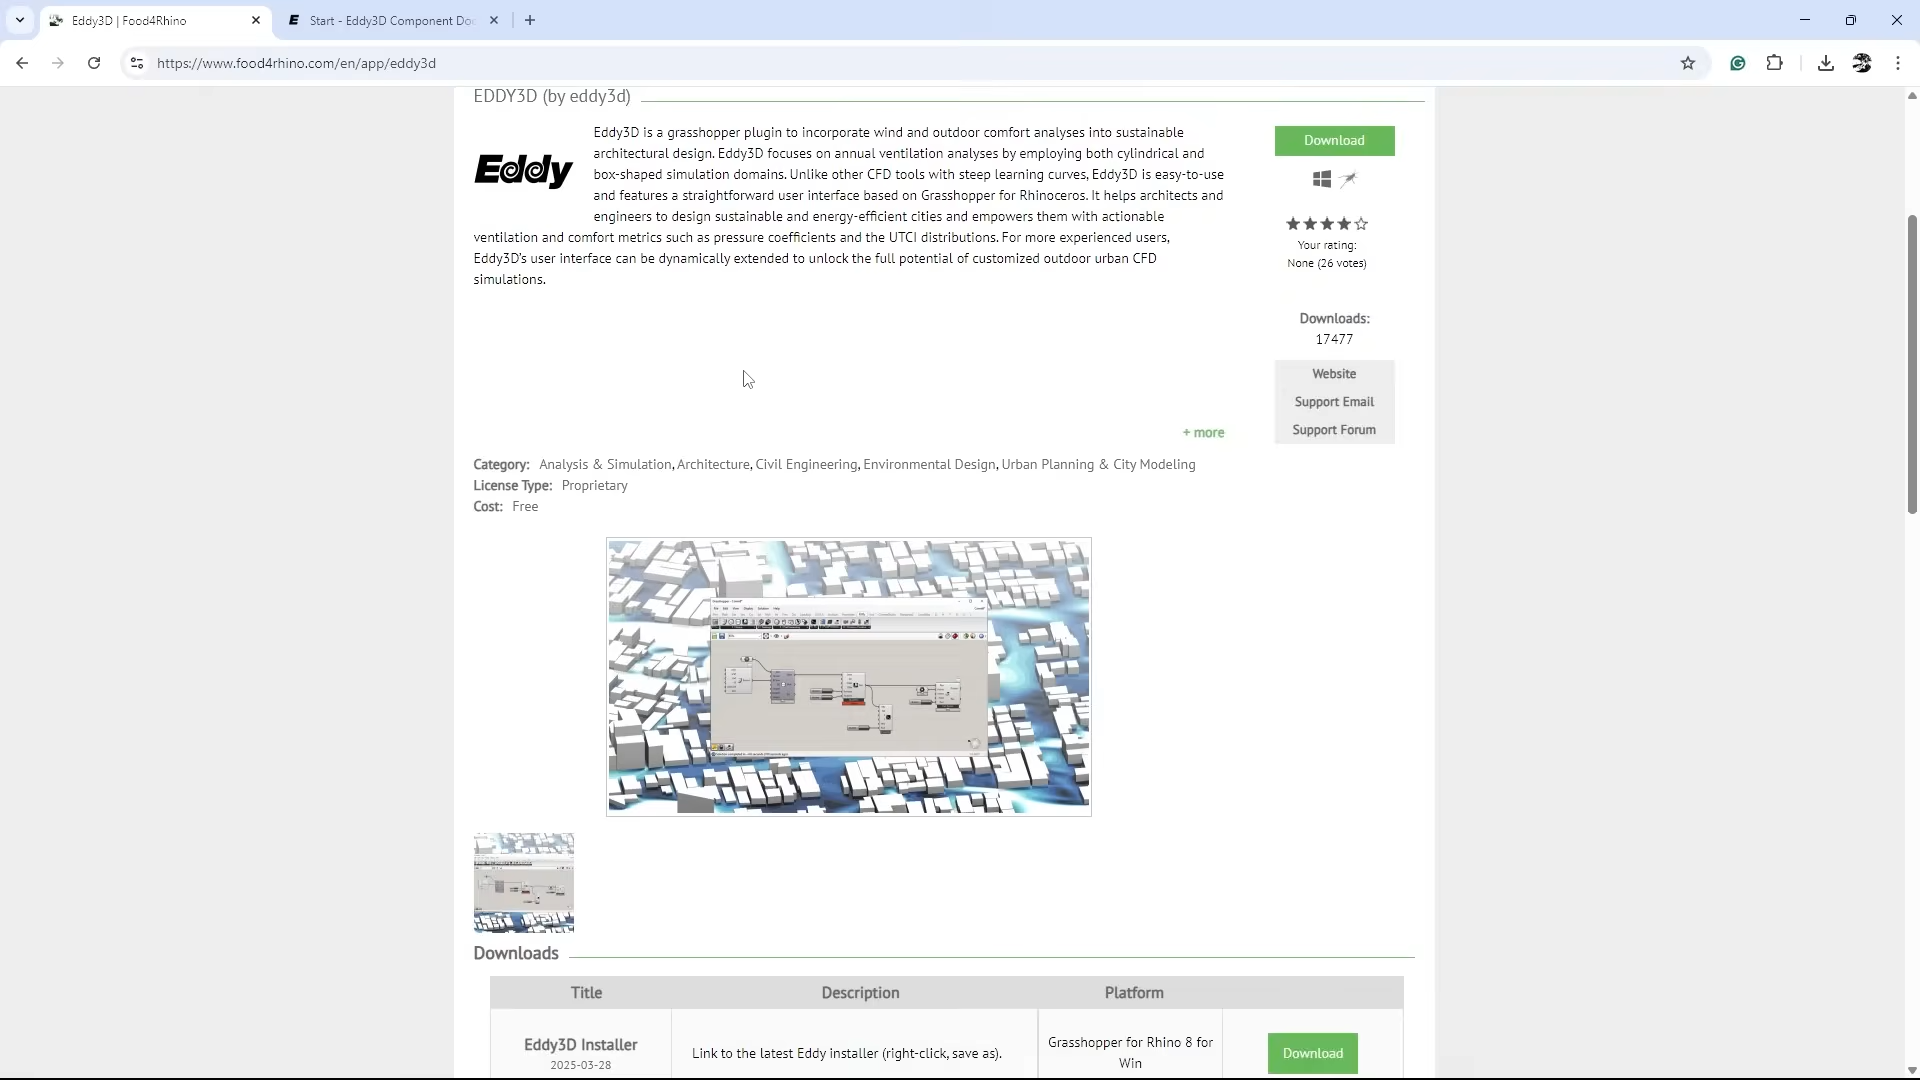 Eddy3D | Food4Rhino
Start - Eddy3D Component Doc
https://www.food4rhino.com/en/app/eddy3d
EDDY3D (by eddy3d)
Eddy
Eddy3D is a grasshopper plugin to incorporate wind and outdoor comfort analyses into sustainable
architectural design. Eddy3D focuses on annual ventilation analyses by employing both cylindrical and
box-shaped simulation domains. Unlike other CFD tools with steep learning curves, Eddy3D is easy-to-use
and features a straightforward user interface based on Grasshopper for Rhinoceros. It helps architects and
engineers to design sustainable and energy-efficient cities and empowers them with actionable
ventilation and comfort metrics such as pressure coefficients and the UTCI distributions. For more experienced users,
Eddy3D's user interface can be dynamically extended to unlock the full potential of customized outdoor urban CFD
simulations.
Download
Your rating:
None (26 votes)
Downloads:
17477
Website
Support Email
Support Forum
+ more
Category: Analysis & Simulation, Architecture, Civil Engineering, Environmental Design, Urban Planning & City Modeling
License Type: Proprietary
Cost: Free
Downloads
Title Description Platform
Eddy3D Installer
2025-03-28
Link to the latest Eddy installer (right-click, save as).
Grasshopper for Rhino 8 for
Win
Download